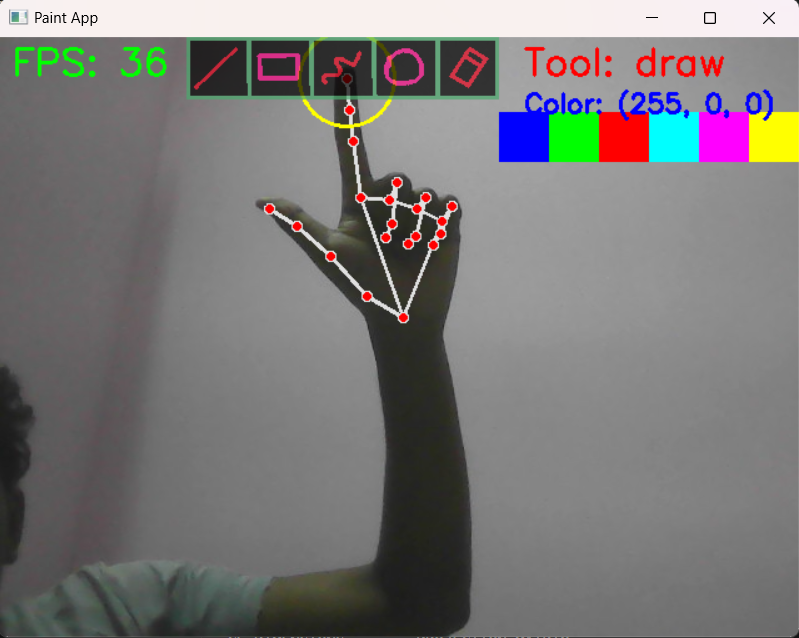 Paint App
FPS: 36
Tool: draw
Color: (255, 0, 0)